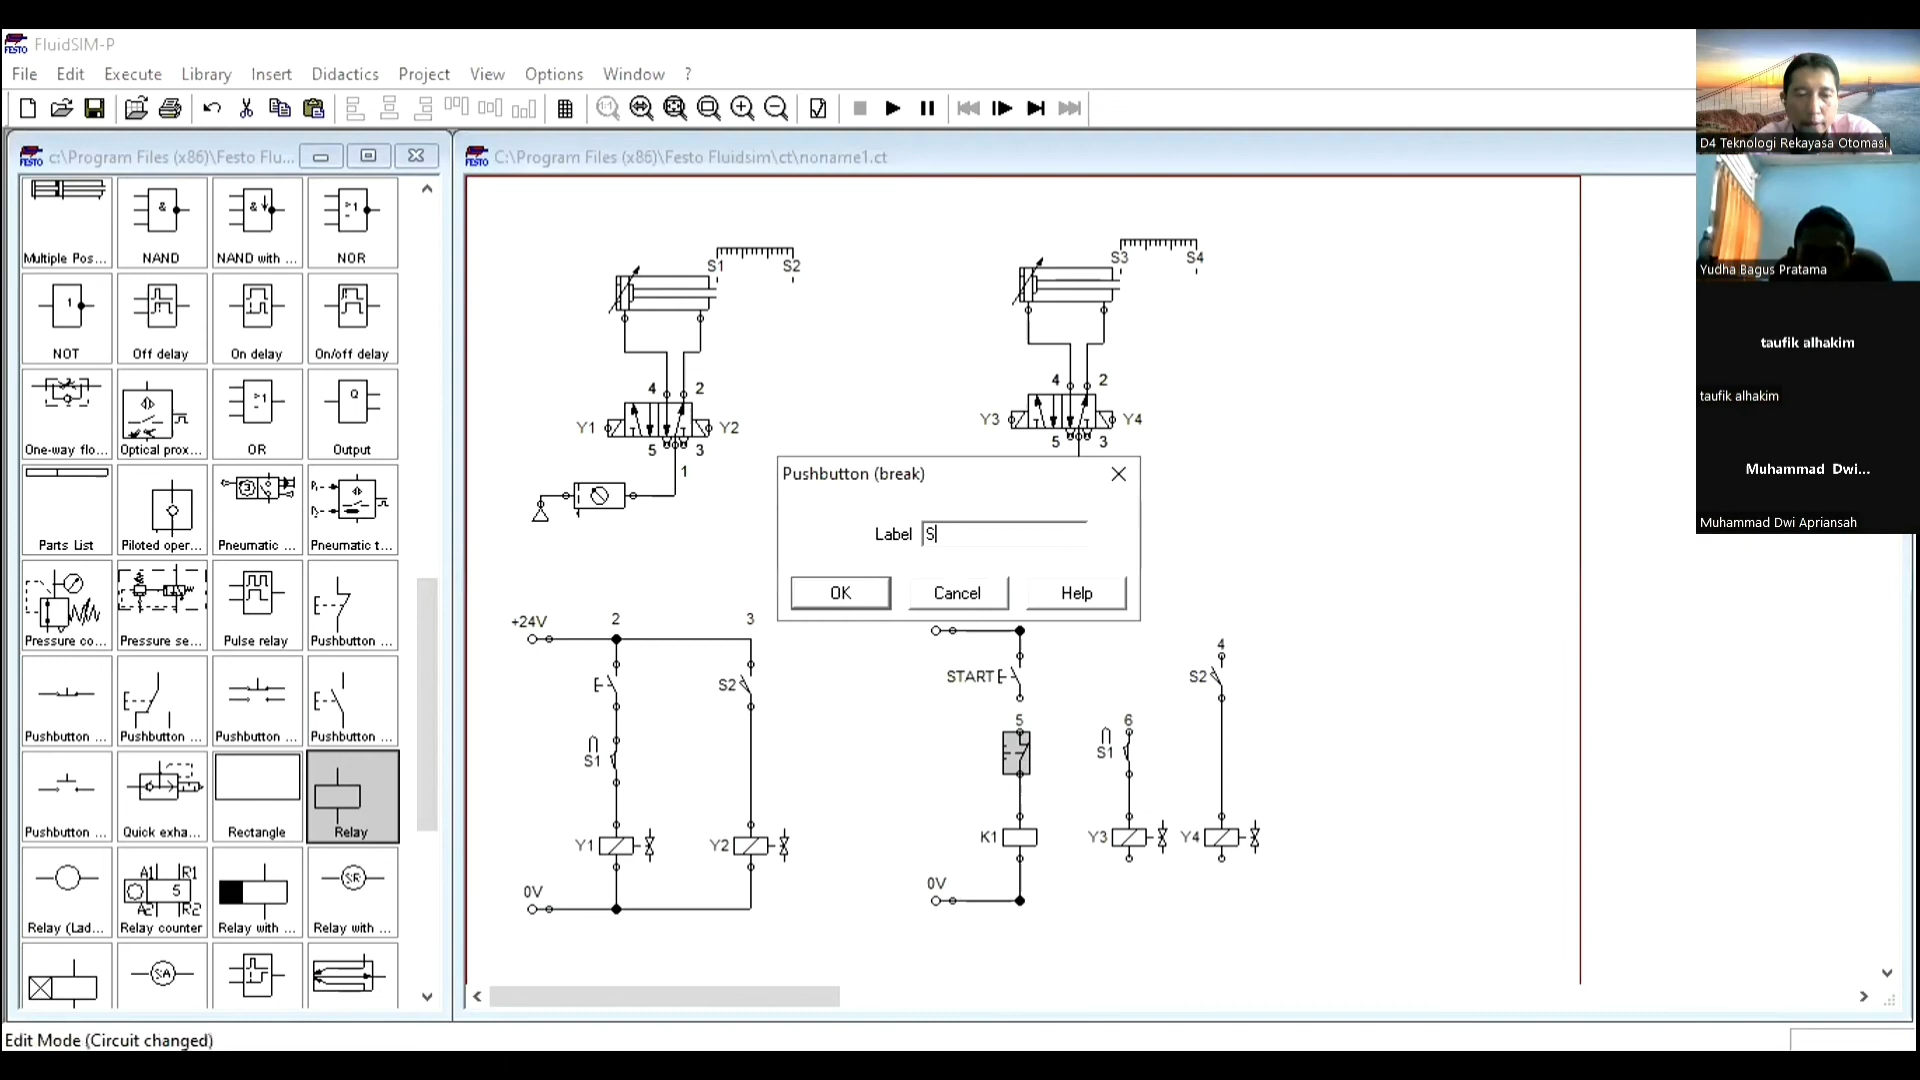 FluidSIM-P
File Edit Execute Library Insert Didactics Project View Options Window ?
c:\Program Files (x86)\Festo Flu...
C:\Program Files (x86)\Festo Fluidsim\ct\noname1.ct
Multiple Pos... NAND NAND with ... NOR
NOT Off delay On delay On/off delay
One-way flo... Optical prox... OR Output
Parts List Piloted oper... Pneumatic ... Pneumatic t...
Pressure co... Pressure se... Pulse relay Pushbutton ...
Pushbutton ... Pushbutton ... Pushbutton ... Pushbutton ...
Pushbutton ... Quick exha... Rectangle Relay
Relay (Lad... Relay counter Relay with ... Relay with ...
S1 S2
4 2
Y1 Y2
5 3
1
S3 S4
4 2
Y3 Y4
5 3
Pushbutton (break)
Label S
OK Cancel Help
+24V 2 3
S2
S1
Y1 Y2
0V
START
4
S2
5 6
S1
K1 Y3 Y4
0V
D4 Teknologi Rekayasa Otomasi
Yudha Bagus Pratama
taufik alhakim
taufik alhakim
Muhammad Dwi...
Muhammad Dwi Apriansah
Edit Mode (Circuit changed)